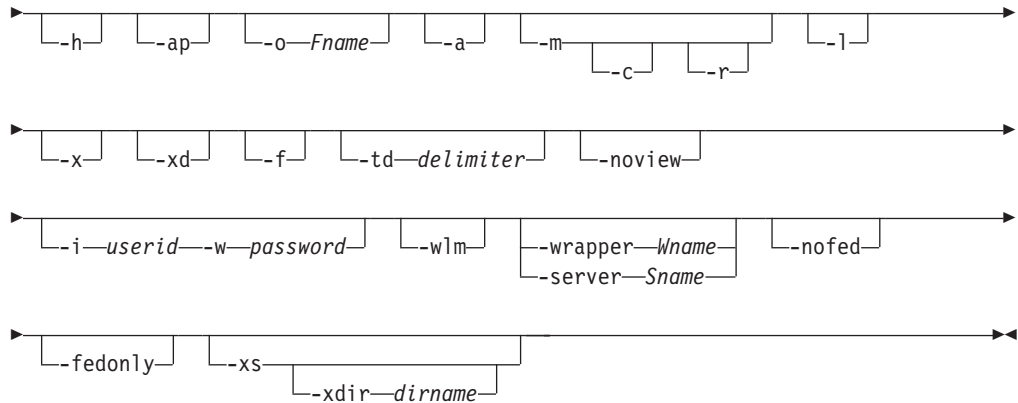 -h -ap -o Fname -a -m -l
-c -r
-x -xd -f -td delimiter -noview
-i userid -w password -wlm -wrapper Wname -nofed
-server Sname
-fedonly -xs
-xdir dirname